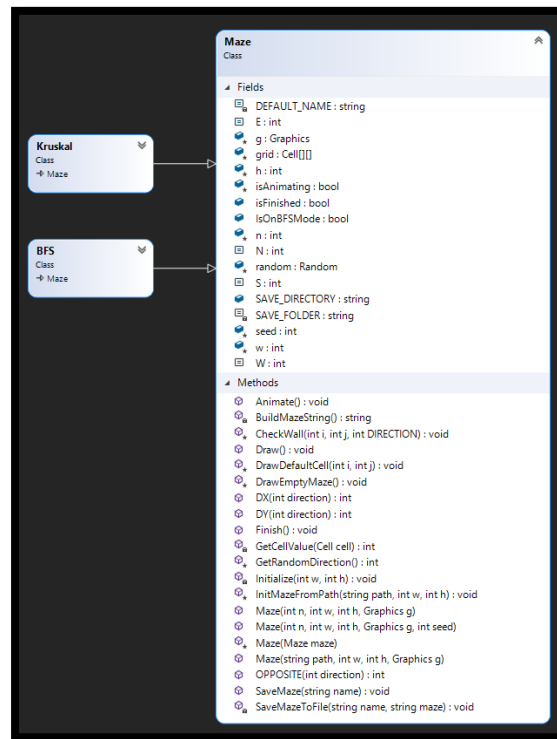 Maze
Class
Fields
DEFAULT_NAME : string
E : int
g : Graphics
grid : Cell[][]
h : int
isAnimating : bool
isFinished : bool
IsOnBFSMode : bool
n : int
N : int
random : Random
S : int
SAVE_DIRECTORY : string
SAVE_FOLDER : string
seed : int
w : int
W : int
Methods
Animate() : void
BuildMazeString() : string
CheckWall(int i, int j, int DIRECTION) : void
Draw() : void
DrawDefaultCell(int i, int j) : void
DrawEmptyMaze() : void
DX(int direction) : int
DY(int direction) : int
Finish() : void
GetCellValue(Cell cell) : int
GetRandomDirection() : int
Initialize(int w, int h) : void
InitMazeFromPath(string path, int w, int h) : void
Maze(int n, int w, int h, Graphics g)
Maze(int n, int w, int h, Graphics g, int seed)
Maze(Maze maze)
Maze(string path, int w, int h, Graphics g)
OPPOSITE(int direction) : int
SaveMaze(string name) : void
SaveMazeToFile(string name, string maze) : void
Kruskal
Class
Maze
BFS
Class
Maze